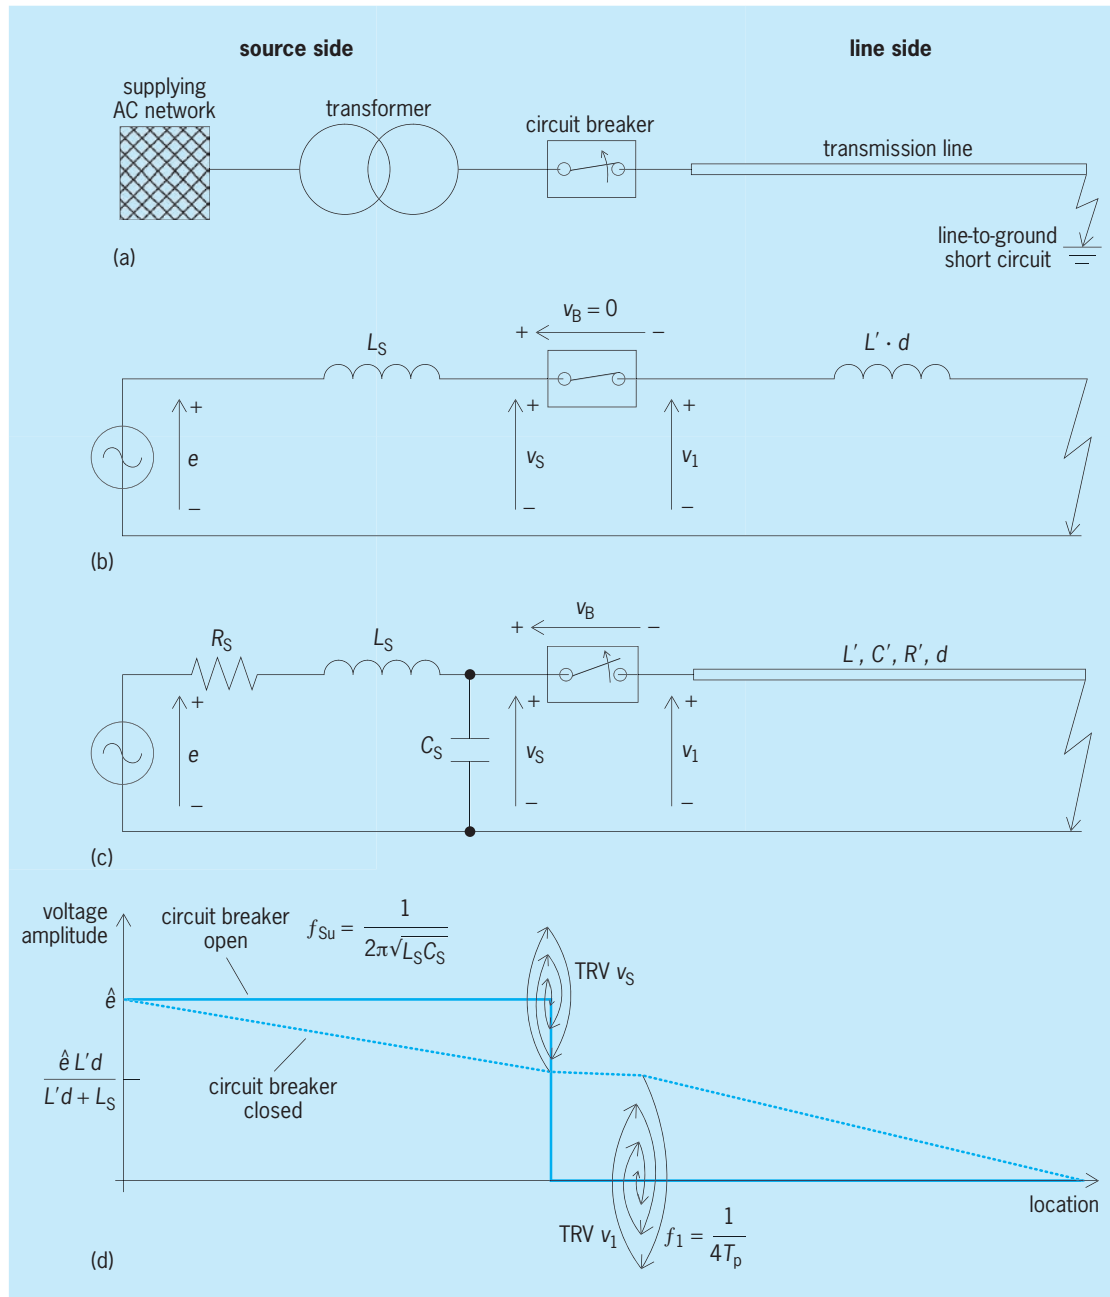 source side
line side
supplying
AC network
transformer
circuit breaker
transmission line
line-to-ground
short circuit
(a)
+ v_B = 0 −
L_S
L′ · d
+ + +
e v_S v_1
− − −
(b)
+ v_B −
R_S L_S
L′, C′, R′, d
+ + +
e C_S v_S v_1
− − −
(c)
voltage
amplitude
circuit breaker
open
f_Su = 1 / 2π√L_SC_S
TRV v_S
ê
ê L′d / L′d + L_S
circuit breaker
closed
location
TRV v_1
f_1 = 1 / 4T_p
(d)